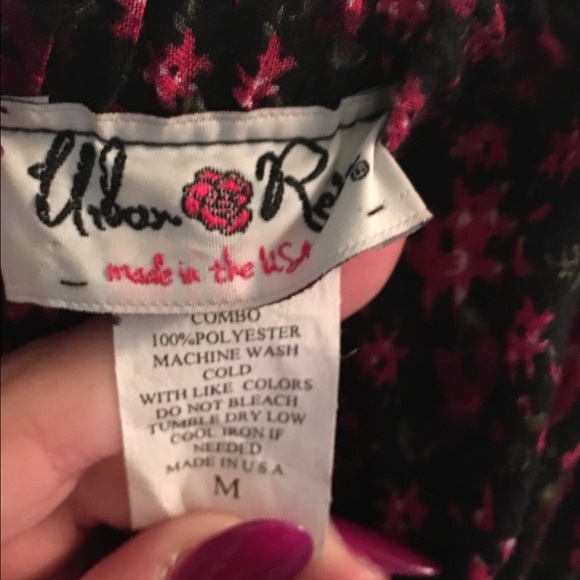 Urban Rose®
made in the USA
COMBO
100%POLYESTER
MACHINE WASH
COLD
WITH LIKE COLORS
DO NOT BLEACH
TUMBLE DRY LOW
COOL IRON IF
NEEDED
MADE IN U S A
M